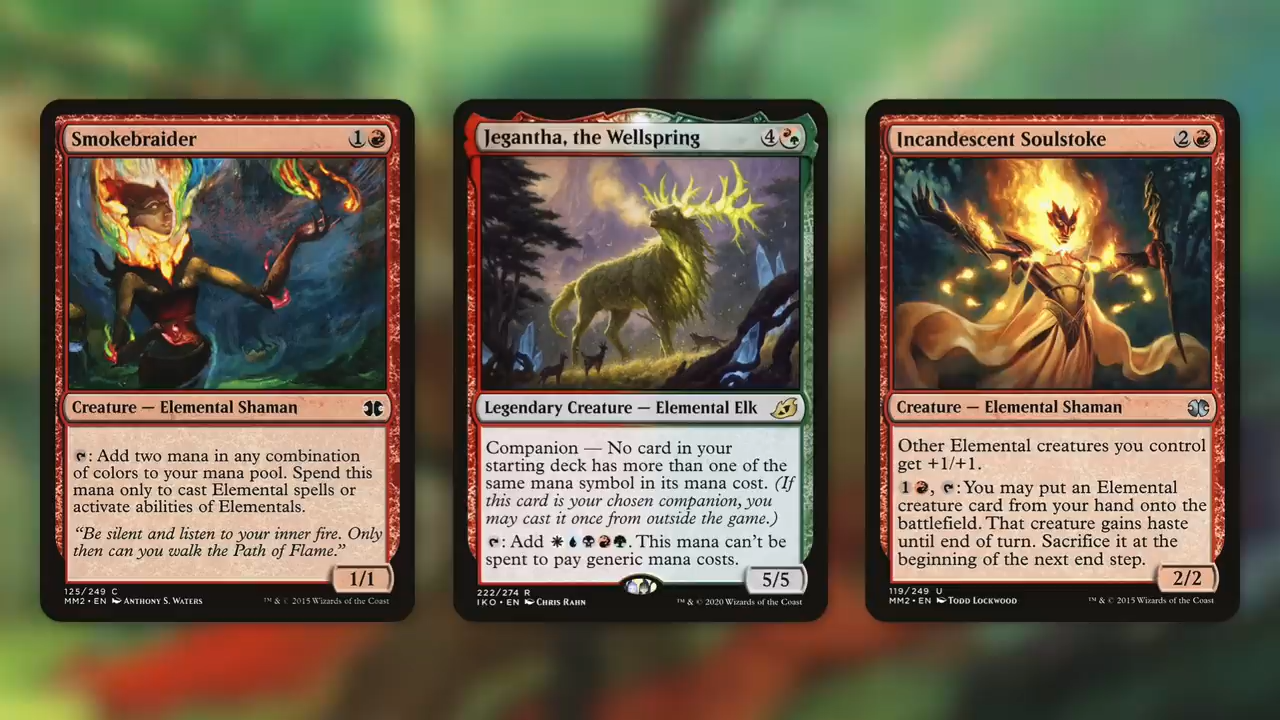 Smokebraider 1
Creature — Elemental Shaman
: Add two mana in any combination
of colors to your mana pool. Spend this
mana only to cast Elemental spells or
activate abilities of Elementals.
“Be silent and listen to your inner fire. Only
then can you walk the Path of Flame.”
1/1
125/249 C
MM2 • EN Anthony S. Waters
™ & © 2015 Wizards of the Coast
Jegantha, the Wellspring 4
Legendary Creature — Elemental Elk
Companion — No card in your
starting deck has more than one of the
same mana symbol in its mana cost. (If
this card is your chosen companion, you
may cast it once from outside the game.)
: Add . This mana can’t be
spent to pay generic mana costs.
5/5
222/274 R
IKO • EN Chris Rahn
™ & © 2020 Wizards of the Coast
Incandescent Soulstoke 2
Creature — Elemental Shaman
Other Elemental creatures you control
get +1/+1.
1 , : You may put an Elemental
creature card from your hand onto the
battlefield. That creature gains haste
until end of turn. Sacrifice it at the
beginning of the next end step.
2/2
119/249 U
MM2 • EN Todd Lockwood
™ & © 2015 Wizards of the Coast